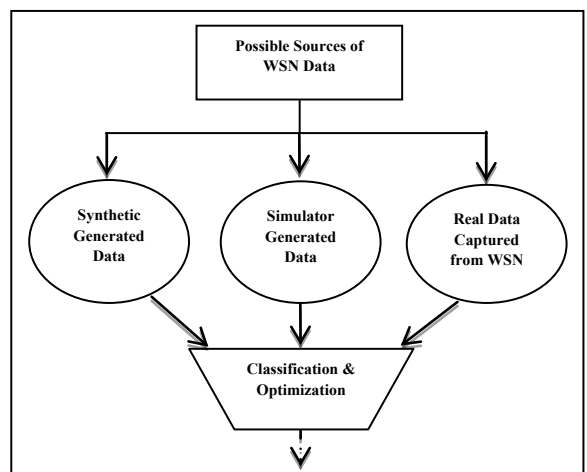 Possible Sources of
WSN Data
Synthetic
Generated
Data
Simulator
Generated
Data
Real Data
Captured
from WSN
Classification &
Optimization